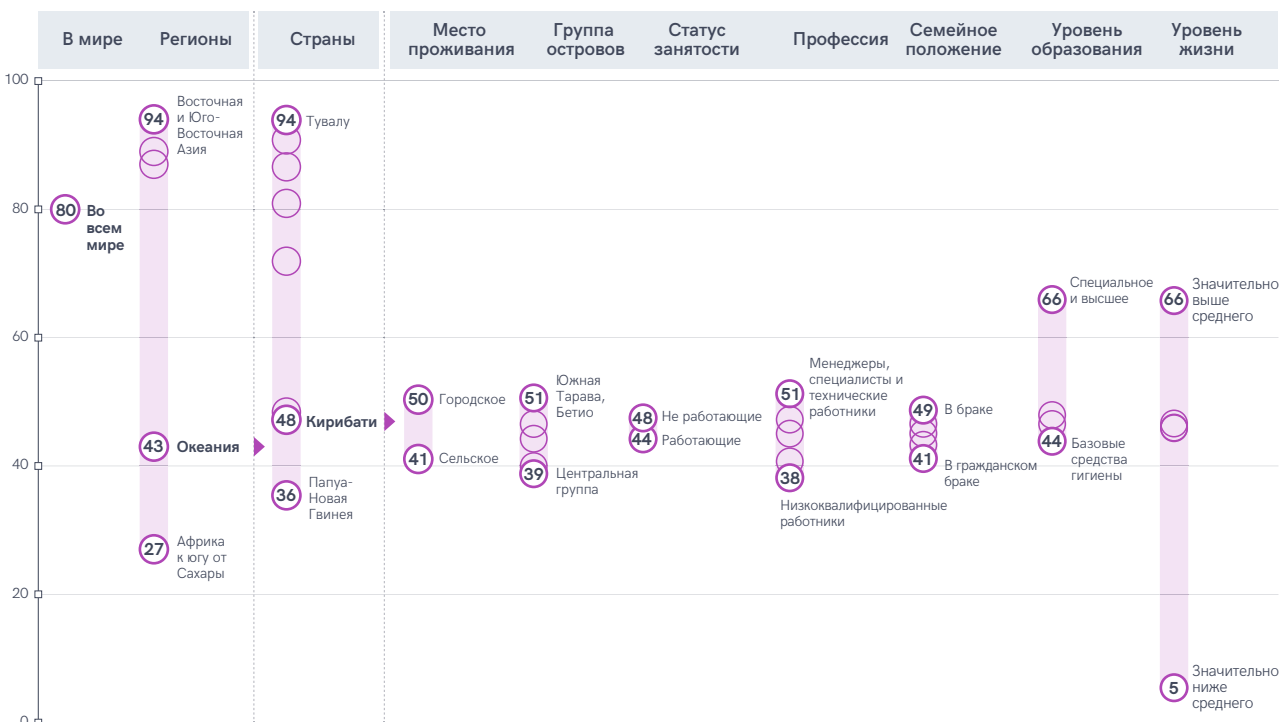 В мире
Регионы
Страны
Место
проживания
Группа
островов
Статус
занятости
Профессия
Семейное
положение
Уровень
образования
Уровень
жизни
100
80
60
40
20
0
80
Во
всем
мире
94
Восточная
и Юго-
Восточная
Азия
43
Океания
27
Африка
к югу от
Сахары
94
Тувалу
48
Кирибати
36
Папуа-
Новая
Гвинея
50
Городское
41
Сельское
51
Южная
Тарава,
Бетио
39
Центральная
группа
48
Не работающие
44
Работающие
51
Менеджеры,
специалисты и
технические
работники
38
Низкоквалифицированные
работники
49
В браке
41
В гражданском
браке
66
Специальное
и высшее
44
Базовые
средства
гигиены
66
Значительно
выше
среднего
5
Значительно
ниже
среднего